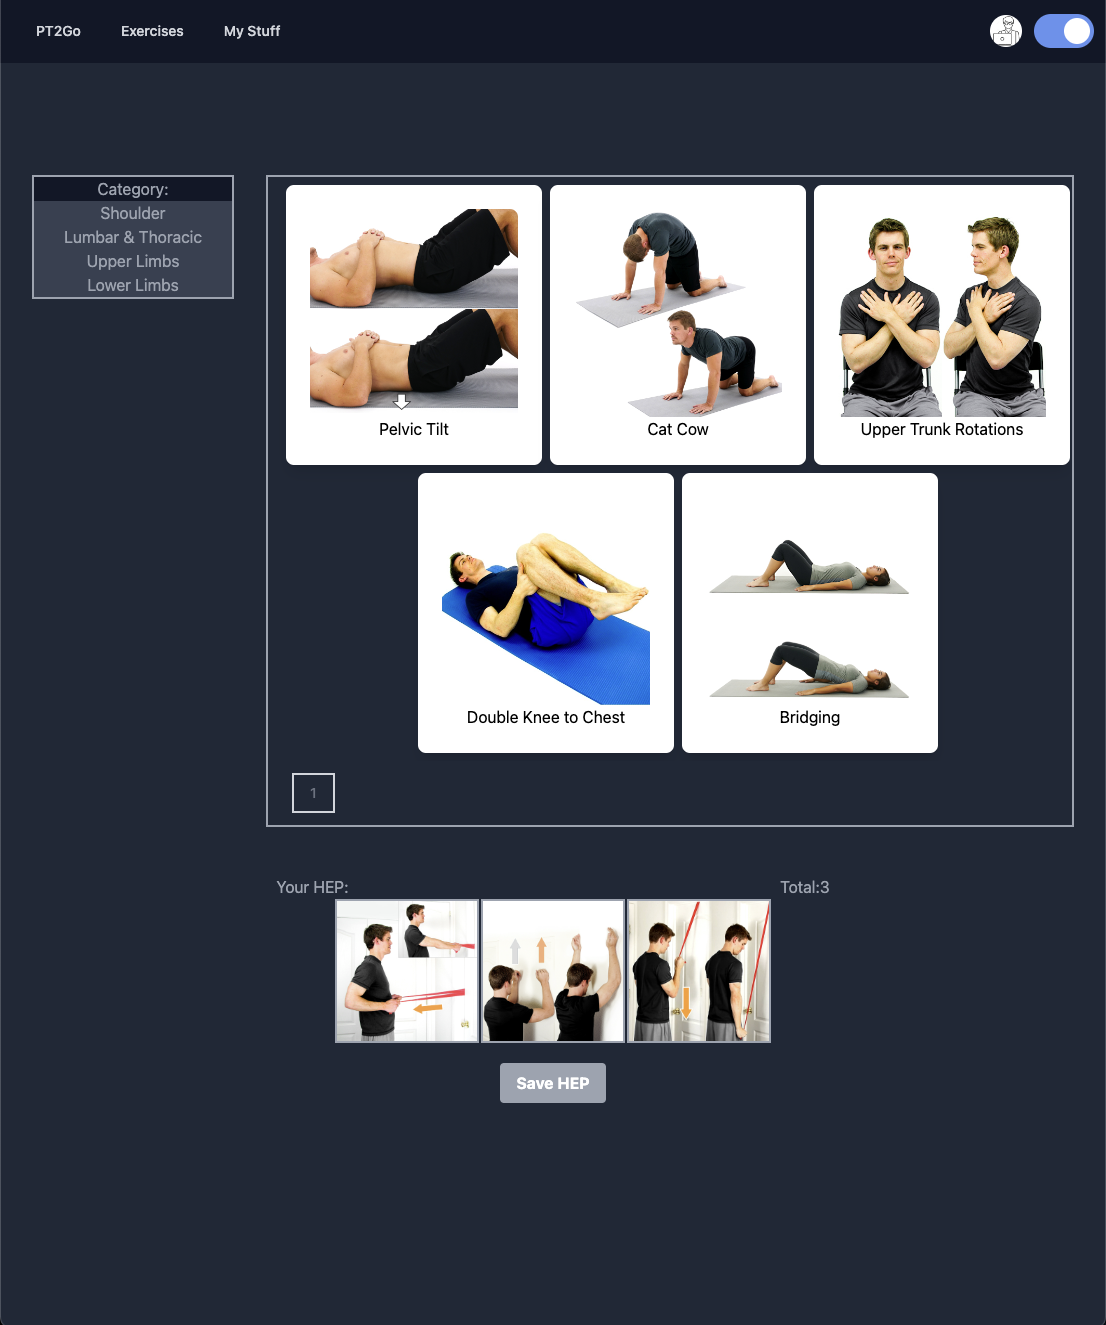 PT2Go Exercises My Stuff
Category:
Shoulder
Lumbar & Thoracic
Upper Limbs
Lower Limbs
Pelvic Tilt
Cat Cow
Upper Trunk Rotations
Double Knee to Chest
Bridging
1
Your HEP:
Total:3
Save HEP